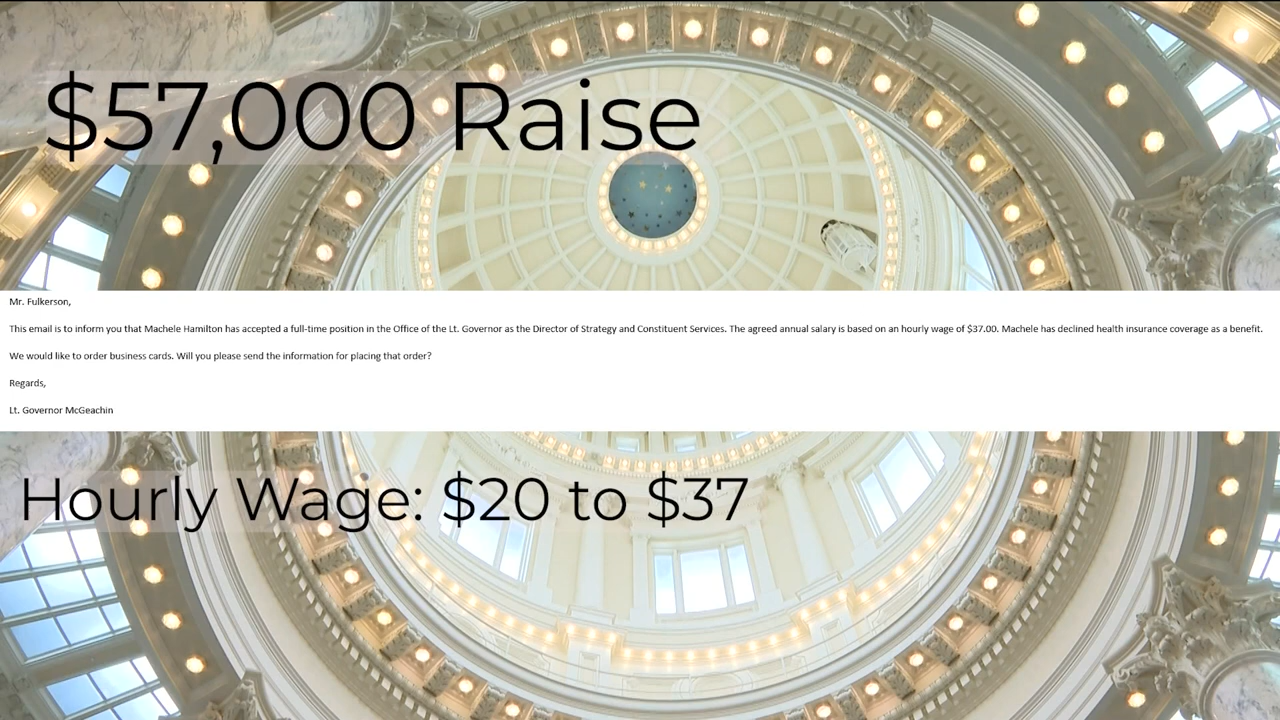 $57,000 Raise
Mr. Fulkerson,
This email is to inform you that Machele Hamilton has accepted a full-time position in the Office of the Lt. Governor as the Director of Strategy and Constituent Services. The agreed annual salary is based on an hourly wage of $37.00. Machele has declined health insurance coverage as a benefit.
We would like to order business cards. Will you please send the information for placing that order?
Regards,
Lt. Governor McGeachin
Hourly Wage: $20 to $37